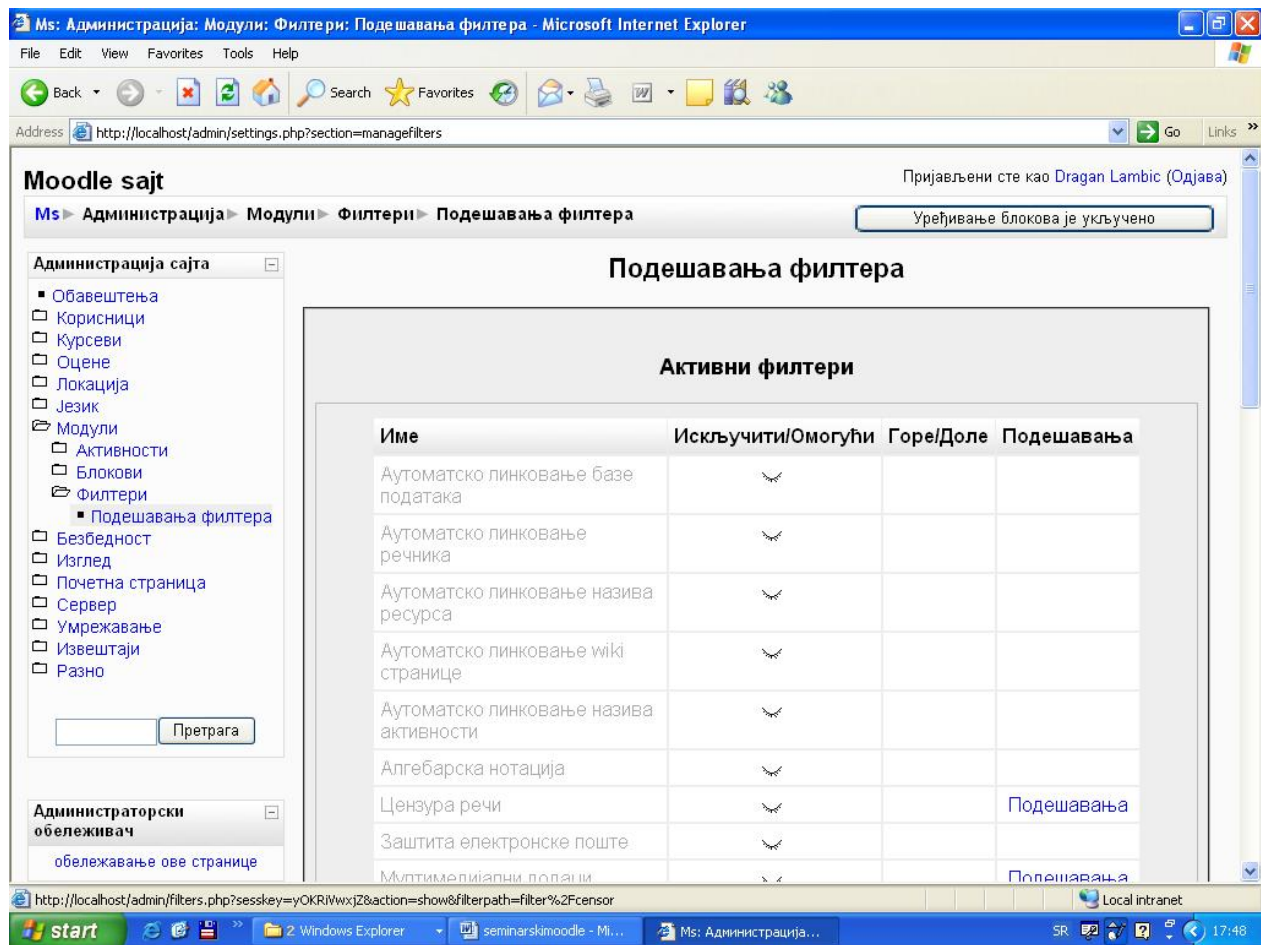 Ms: Администрација: Модули: Филтери: Подешавања филтера - Microsoft Internet Explorer
File Edit View Favorites Tools Help
Back Search Favorites
Address http://localhost/admin/settings.php?section=managefilters Go Links »
Moodle sajt
Пријављени сте као Dragan Lambic (Одјава)
Ms► Администрација► Модули► Филтери► Подешавања филтера
Уређивање блокова је укључено
Администрација сајта
Обавештења
Корисници
Курсеви
Оцене
Локација
Језик
Модули
Активности
Блокови
Филтери
Подешавања филтера
Безбедност
Изглед
Почетна страница
Сервер
Умрежавање
Извештаји
Разно
Претрага
Администраторски
обележивач
обележавање ове странице
Подешавања филтера
Активни филтери
Име Искључити/Омогући Горе/Доле Подешавања
Аутоматско линковање базе
података
Аутоматско линковање
речника
Аутоматско линковање назива
ресурса
Аутоматско линковање wiki
странице
Аутоматско линковање назива
активности
Алгебарска нотација
Цензура речи Подешавања
Заштита електронске поште
Мултимедијални додаци Подешавања
http://localhost/admin/filters.php?sesskey=yOKRiVwxjZ&action=show&filterpath=filter%2Fcensor Local intranet
start » 2 Windows Explorer seminarskimoodle - Mi... Ms: Администрација... SR 17:48